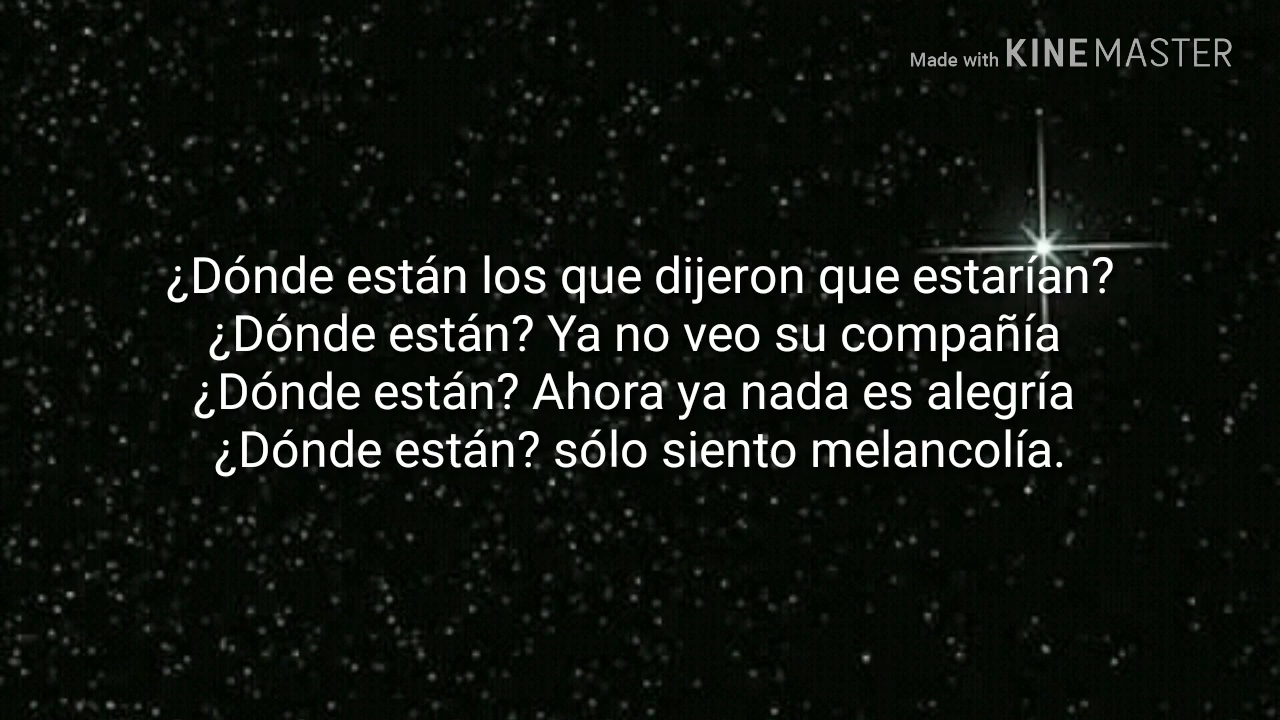 Made with KINEMASTER
¿Dónde están los que dijeron que estarían?
¿Dónde están? Ya no veo su compañía
¿Dónde están? Ahora ya nada es alegría
¿Dónde están? sólo siento melancolía.